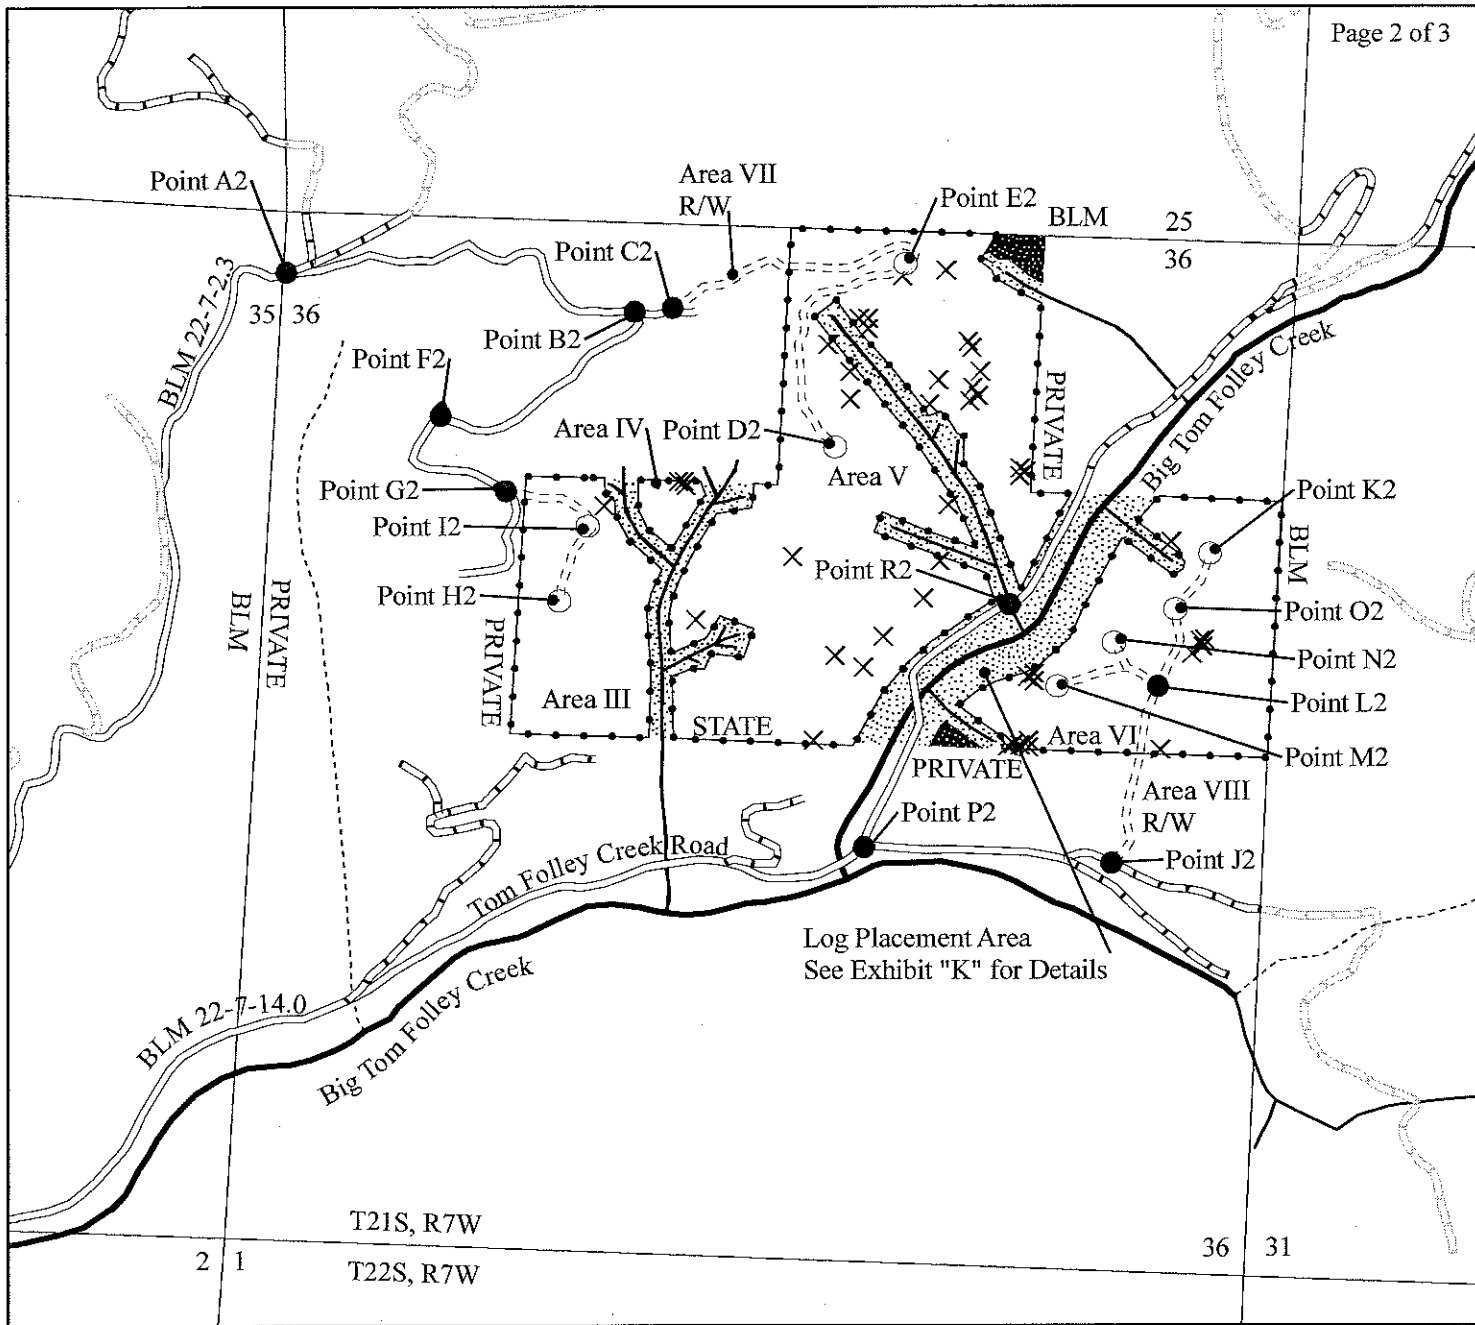 Page 2 of 3
Point A2
Area VII
R/W
Point E2
BLM
25
36
Point C2
35
36
BLM 22-7-2.3
Point B2
Point F2
PRIVATE
Big Tom Folley Creek
Area IV
Point D2
Area V
Point G2
Point K2
Point I2
BLM
Point R2
PRIVATE
BLM
Point H2
Point O2
PRIVATE
Point N2
Area III
STATE
Point L2
Area VI
PRIVATE
Point M2
Area VIII
R/W
Point P2
Tom Folley Creek Road
Point J2
Log Placement Area
See Exhibit "K" for Details
BLM 22-7-14.0
Big Tom Folley Creek
T21S, R7W
2
1
36
31
T22S, R7W